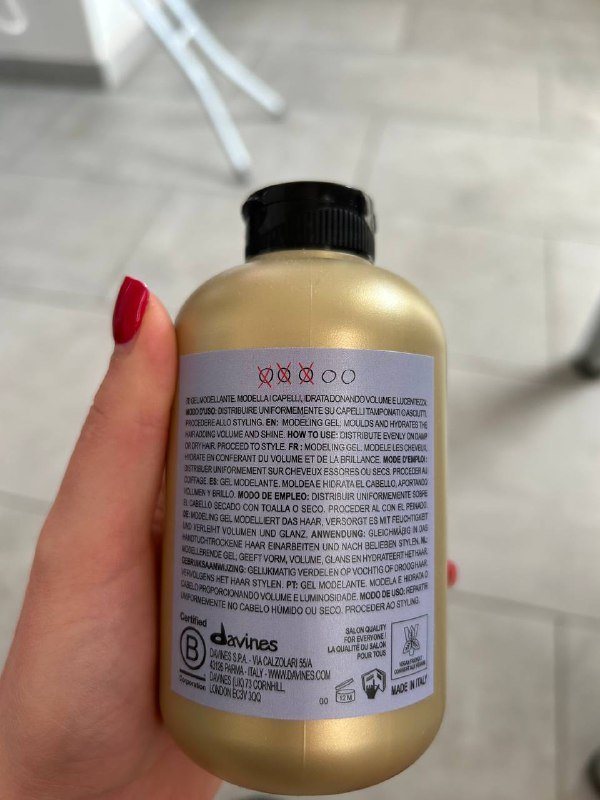 IT: GEL MODELLANTE. MODELLA I CAPELLI, IDRATA DONANDO VOLUME E LUCENTEZZA.
MODO D'USO: DISTRIBUIRE UNIFORMEMENTE SU CAPELLI TAMPONATI O ASCIUTTI.
PROCEDERE ALLO STYLING. EN: MODELING GEL; MOULDS AND HYDRATES THE
HAIR ADDING VOLUME AND SHINE. HOW TO USE: DISTRIBUTE EVENLY ON DAMP
OR DRY HAIR. PROCEED TO STYLE. FR : MODELING GEL. MODÈLE LES CHEVEUX,
HYDRATE EN CONFERANT DU VOLUME ET DE LA BRILLANCE. MODE D'EMPLOI :
DISTRIBUER UNIFORMEMENT SUR CHEVEUX ESSORES OU SECS. PROCEDER AU
COIFFAGE. ES: GEL MODELANTE. MOLDEA E HIDRATA EL CABELLO, APORTANDO
VOLUMEN Y BRILLO. MODO DE EMPLEO: DISTRIBUIR UNIFORMEMENTE SOBRE
EL CABELLO SECADO CON TOALLA O SECO. PROCEDER AL CON EL PEINADO.
DE: MODELING GEL MODELLIERT DAS HAAR, VERSORGT ES MIT FEUCHTIGKEIT
UND VERLEIHT VOLUMEN UND GLANZ. ANWENDUNG: GLEICHMÄßIG IN DAS
HANDTUCHTROCKENE HAAR EINARBEITEN UND NACH BELIEBEN STYLEN. NL:
MODELLERENDE GEL, GEEFT VORM, VOLUME, GLANS EN HYDRATEERT HET HAAR.
GEBRUIKSAANWIJZING: GELIJKMATIG VERDELEN OP VOCHTIG OF DROOG HAAR.
VERVOLGENS HET HAAR STYLEN. PT: GEL MODELANTE. MODELA E HIDRATA O
CABELO PROPORCIONANDO VOLUME E LUMINOSIDADE. MODO DE USO: REPARTIR
UNIFORMEMENTE NO CABELO HÚMIDO OU SECO. PROCEDER AO STYLING.
Certified
B
Corporation
davines
DAVINES S.P.A. - VIA CALZOLARI 55/A
43126 PARMA - ITALY - WWW.DAVINES.COM
DAVINES (UK) 73 CORNHILL,
LONDON EC3V 3QQ
00
SALON QUALITY
FOR EVERYONE /
LA QUALITÉ DU SALON
POUR TOUS
12 M
VEGAN FRIENDLY
MADE IN ITALY